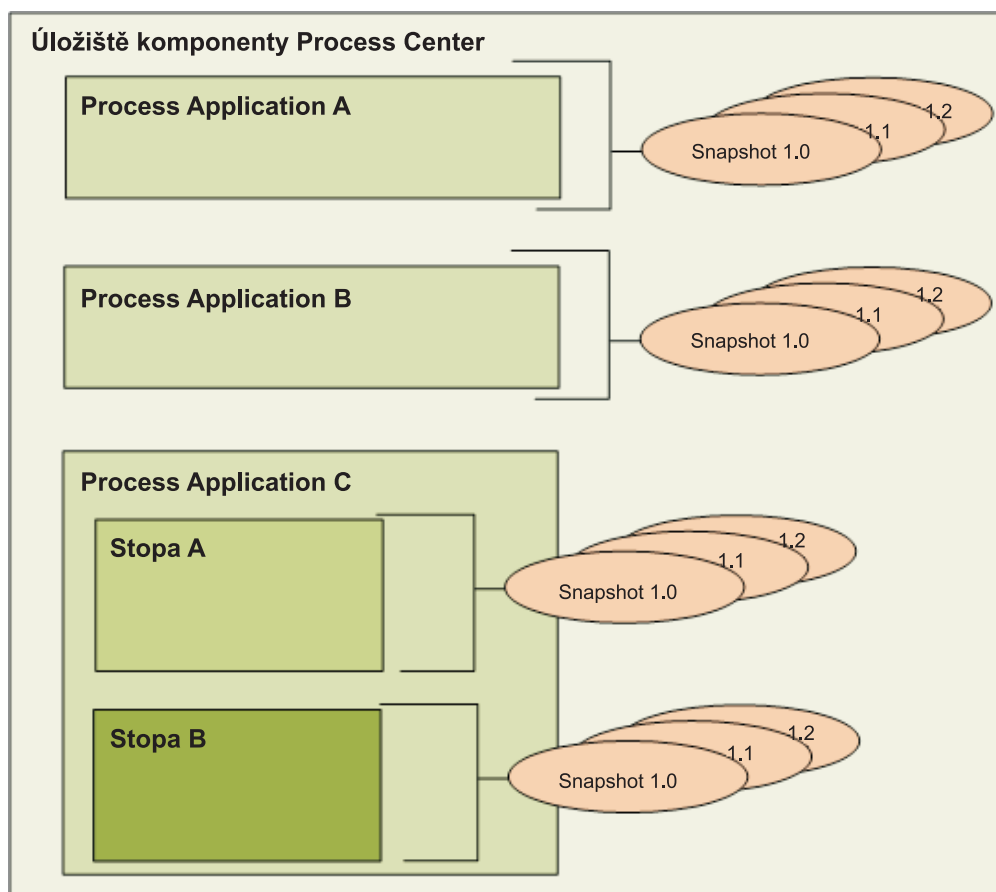 Úložiště komponenty Process Center
Process Application A
1.2
1.1
Snapshot 1.0
Process Application B
1.2
1.1
Snapshot 1.0
Process Application C
Stopa A
1.2
1.1
Snapshot 1.0
Stopa B
1.2
1.1
Snapshot 1.0